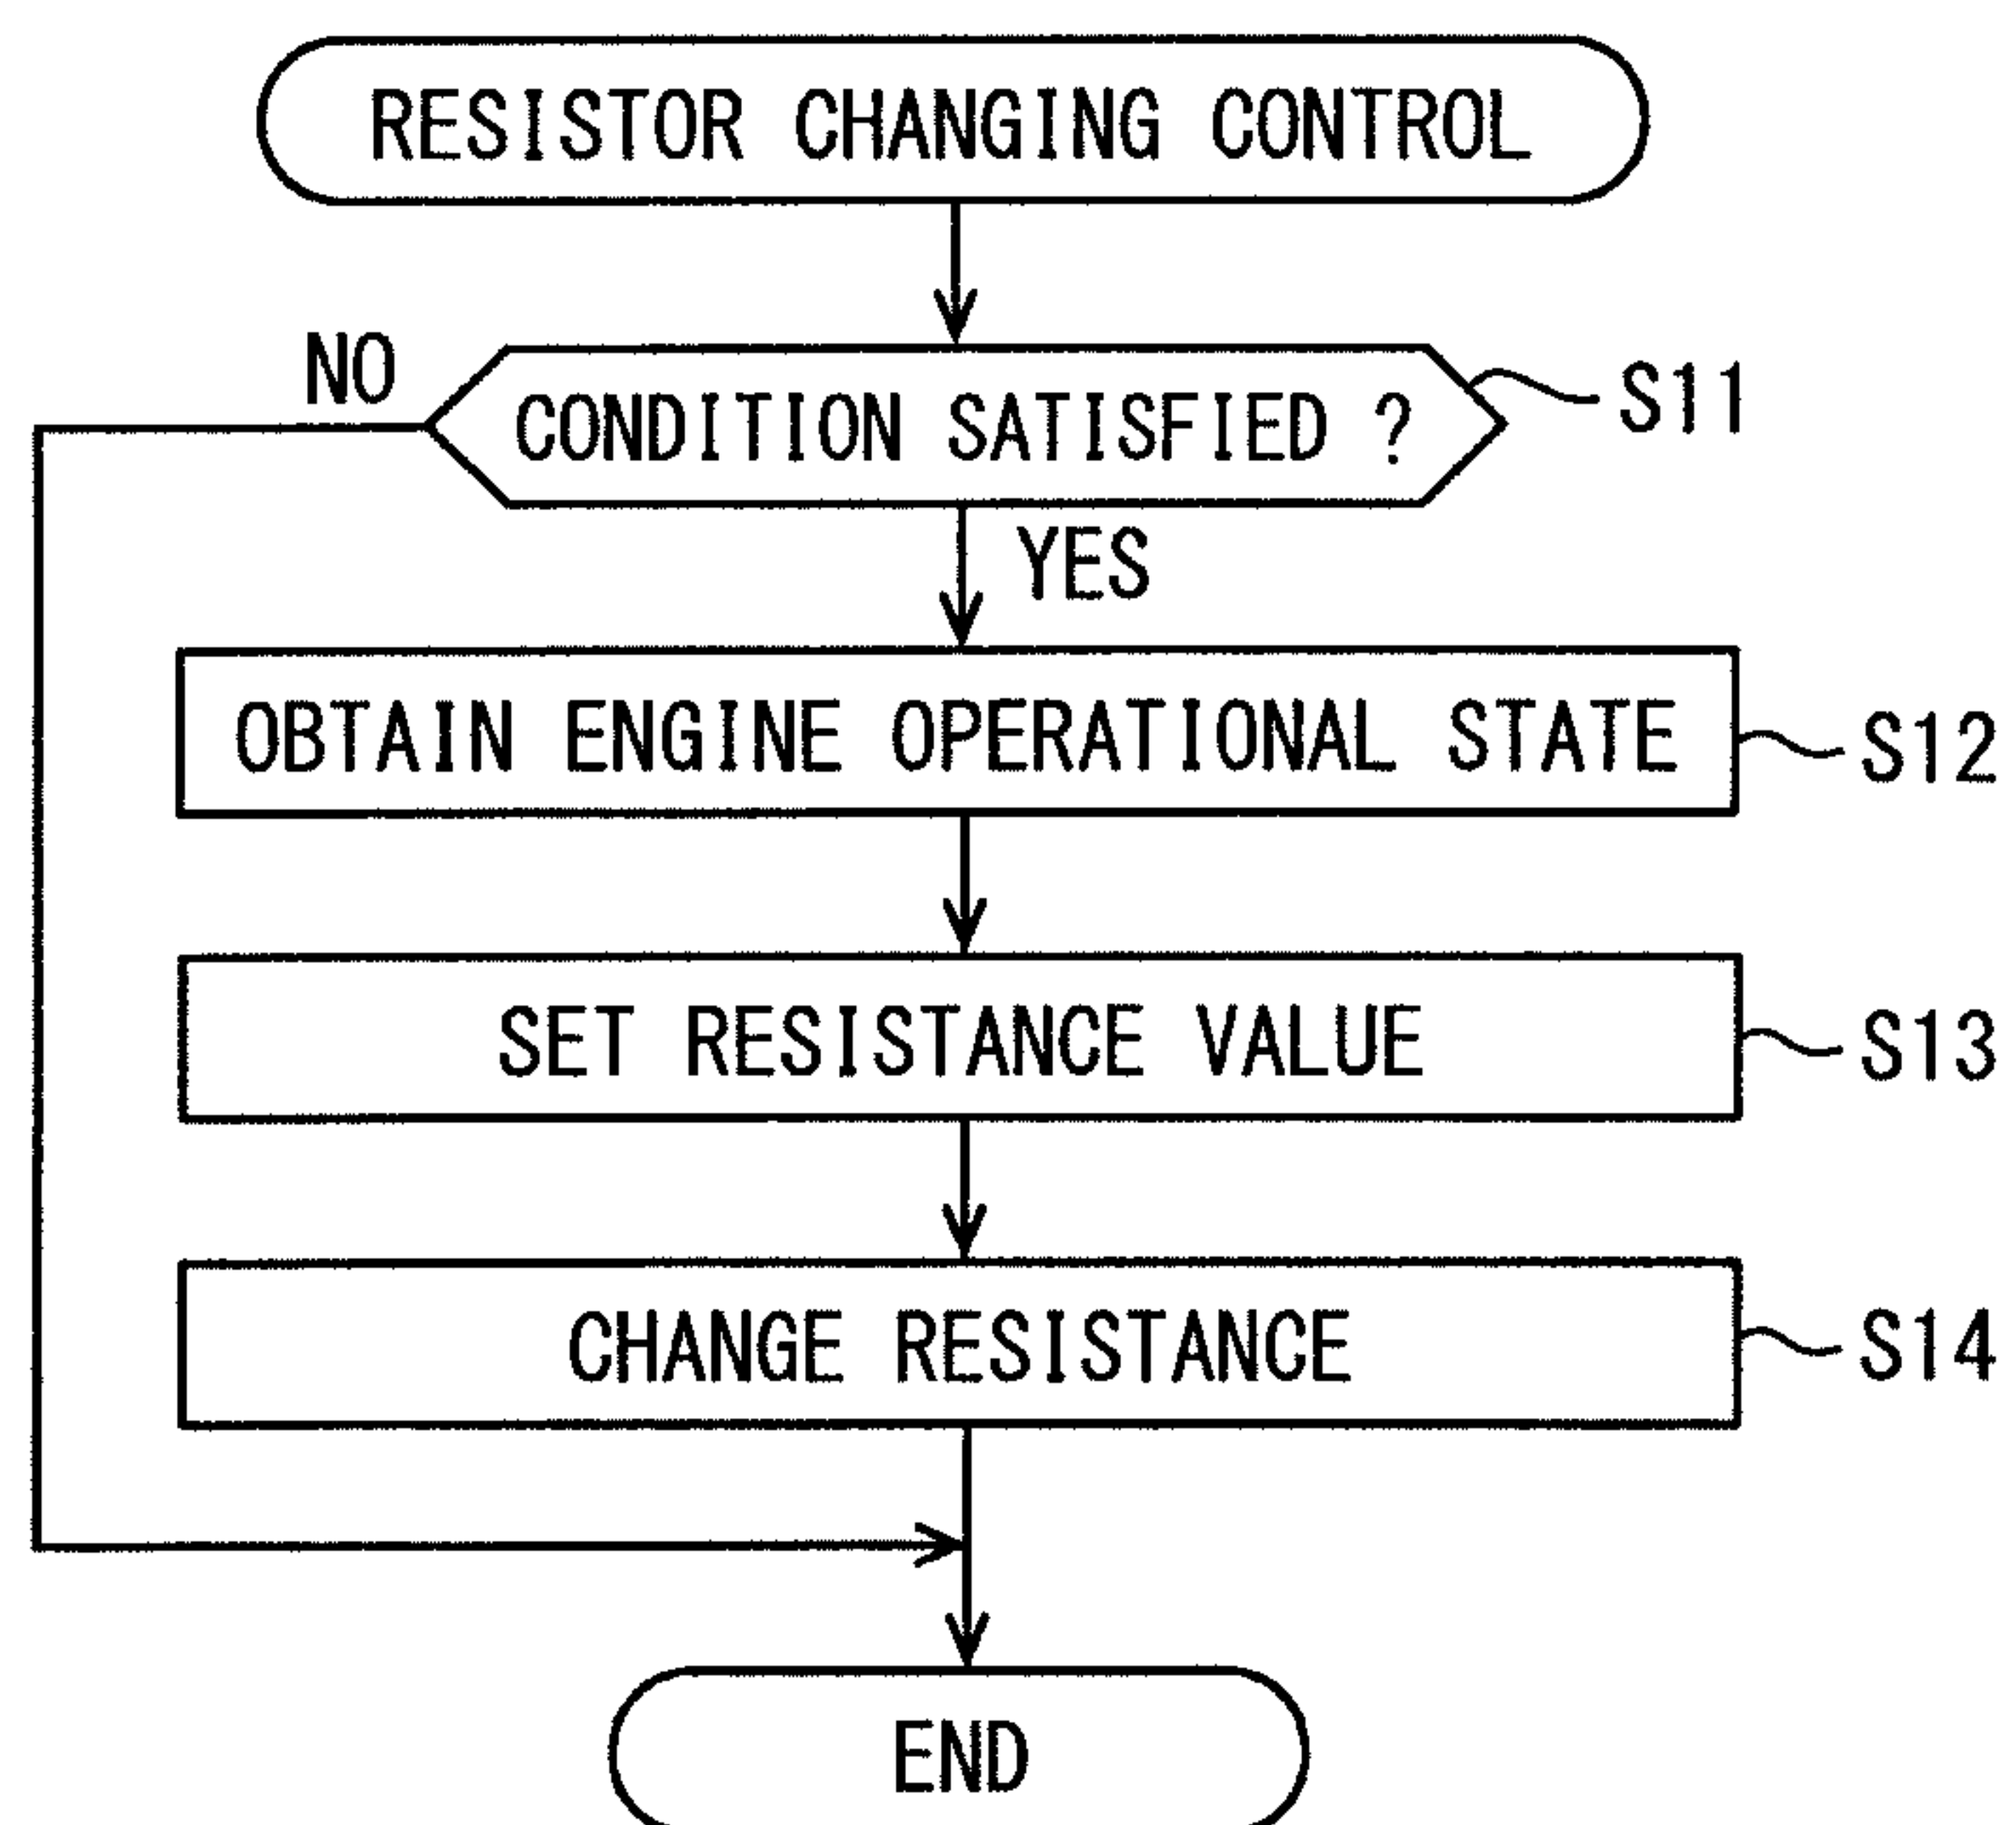 RESISTOR CHANGING CONTROL
NO
CONDITION SATISFIED ?
S11
YES
OBTAIN ENGINE OPERATIONAL STATE
S12
SET RESISTANCE VALUE
S13
CHANGE RESISTANCE
S14
END